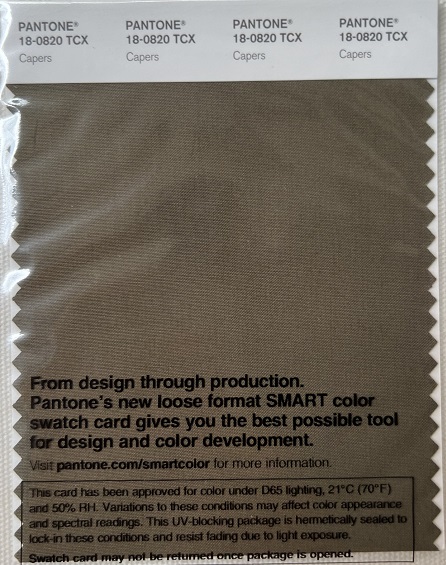 PANTONE® PANTONE® PANTONE® PANTONE®
18-0820 TCX 18-0820 TCX 18-0820 TCX 18-0820 TCX
Capers Capers Capers Capers
From design through production.
Pantone's new loose format SMART color
swatch card gives you the best possible tool
for design and color development.
Visit pantone.com/smartcolor for more information.
This card has been approved for color under D65 lighting, 21°C (70°F)
and 50% RH. Variations to these conditions may affect color appearance
and spectral readings. This UV-blocking package is hermetically sealed to
lock-in these conditions and resist fading due to light exposure.
Swatch card may not be returned once package is opened.